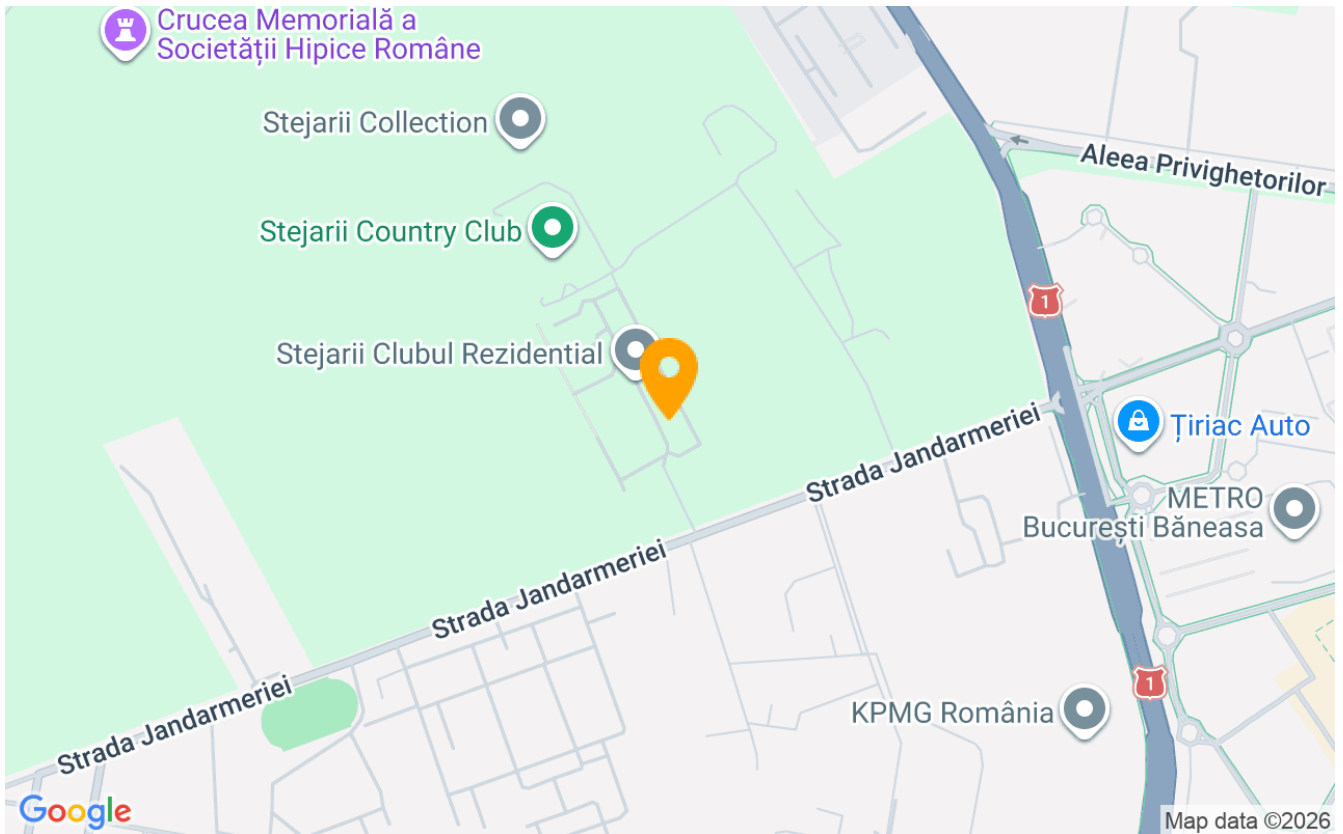 Crucea Memorială a
Societății Hipice Române
Stejarii Collection
Aleea Privighetorilor
Stejarii Country Club
1
Stejarii Clubul Rezidential
Strada Jandarmeriei
Țiriac Auto
METRO
București Băneasa
Strada Jandarmeriei
1
Strada Jandarmeriei
KPMG România
Google
Map data ©2026